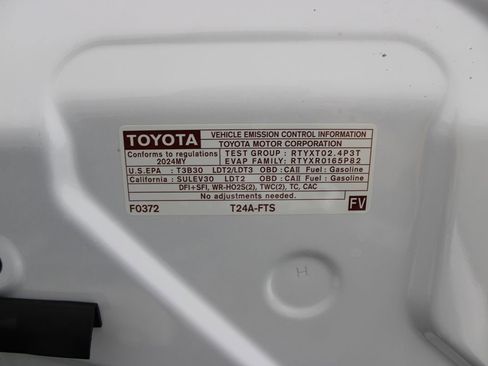 TOYOTA
VEHICLE EMISSION CONTROL INFORMATION
TOYOTA MOTOR CORPORATION
Conforms to regulations
2024MY
TEST GROUP : RTYXT02.4P3T
EVAP FAMILY: RTYXR0165P82
U.S.EPA : T3B30 LDT2/LDT3 OBD : CAII Fuel : Gasoline
California : SULEV30 LDT2 OBD : CAII Fuel : Gasoline
DFI+SFI, WR-HO2S(2), TWC(2), TC, CAC
No adjustments needed.
F0372 T24A-FTS FV
H